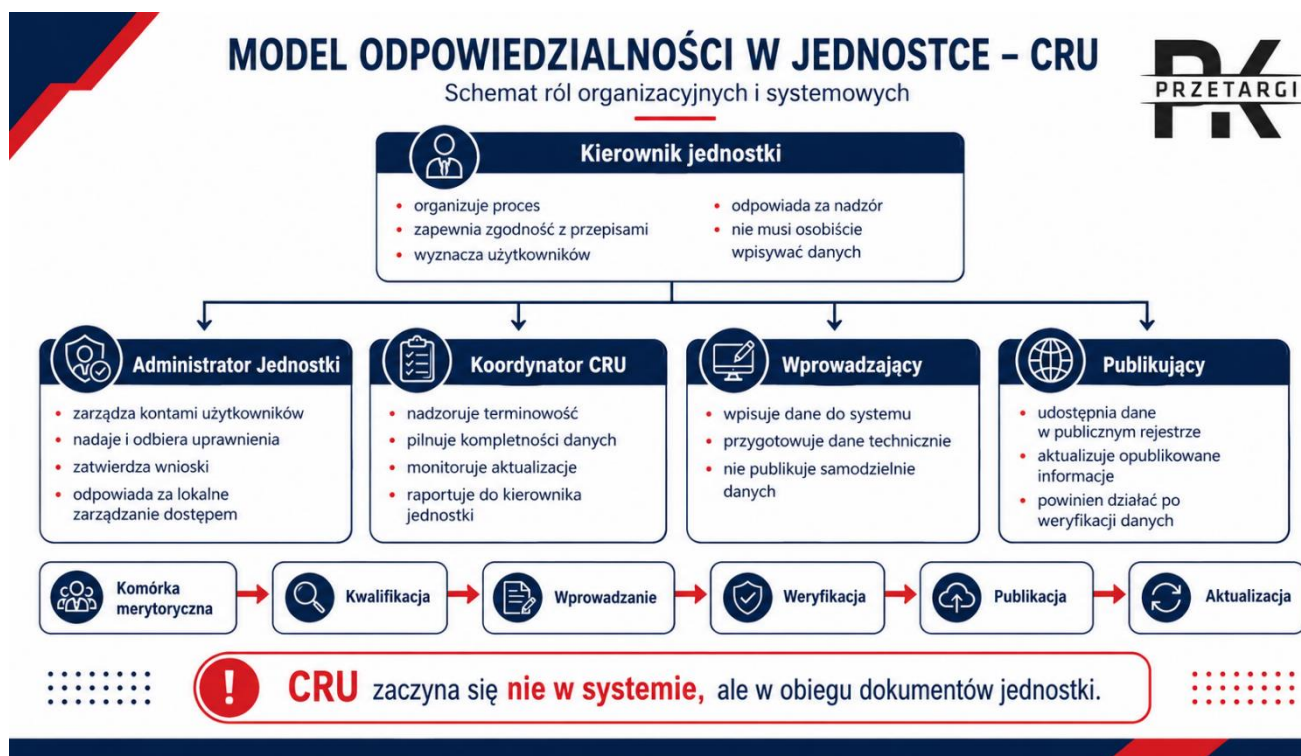 MODEL ODPOWIEDZIALNOŚCI W JEDNOSTCE – CRU
Schemat ról organizacyjnych i systemowych
PK
PRZETARGI
Kierownik jednostki
• organizuje proces
• zapewnia zgodność z przepisami
• wyznacza użytkowników
• odpowiada za nadzór
• nie musi osobiście
wpisywać danych
Administrator Jednostki
• zarządza kontami użytkowników
• nadaje i odbiera uprawnienia
• zatwierdza wnioski
• odpowiada za lokalne
zarządzanie dostępem
Koordynator CRU
• nadzoruje terminowość
• pilnuje kompletności danych
• monitoruje aktualizacje
• raportuje do kierownika
jednostki
Wprowadzający
• wpisuje dane do systemu
• przygotowuje dane technicznie
• nie publikuje samodzielnie
danych
Publikujący
• udostępnia dane
w publicznym rejestrze
• aktualizuje opublikowane
informacje
• powinien działać po
weryfikacji danych
Komórka
merytoryczna
Kwalifikacja
Wprowadzanie
Weryfikacja
Publikacja
Aktualizacja
! CRU zaczyna się nie w systemie, ale w obiegu dokumentów jednostki.